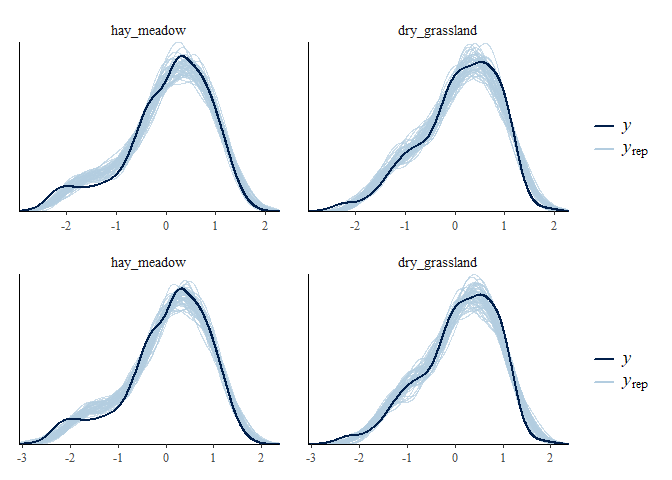 hay_meadow dry_grassland
y
yrep
-2 -1 0 1 2 -2 -1 0 1 2
hay_meadow dry_grassland
y
yrep
-3 -2 -1 0 1 2 -3 -2 -1 0 1 2